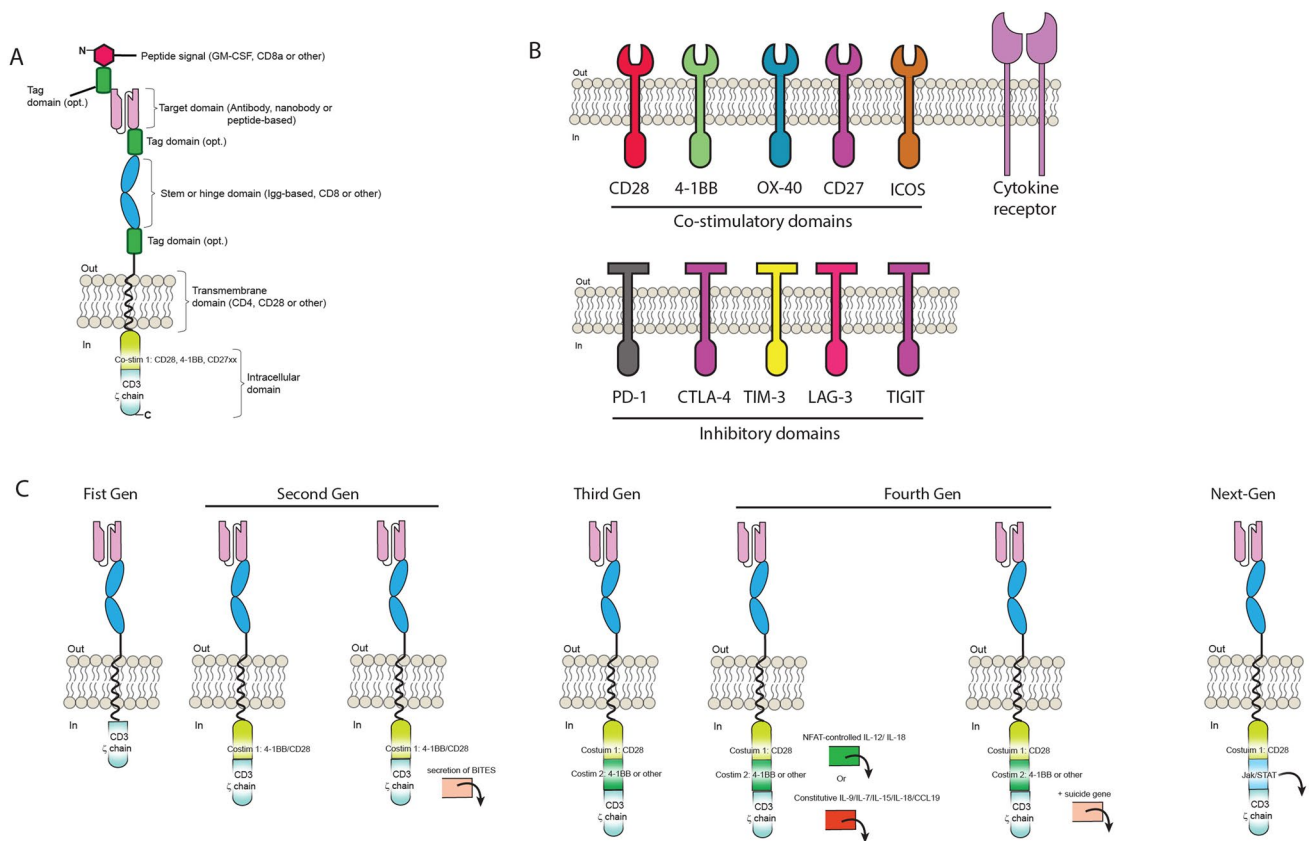 A
N
Peptide signal (GM-CSF, CD8a or other)
Tag
domain (opt.)
Target domain (Antibody, nanobody or
peptide-based)
Tag domain (opt.)
Stem or hinge domain (Igg-based, CD8 or other)
Tag domain (opt.)
Out
Transmembrane
domain (CD4, CD28 or other)
In
Co-stim 1: CD28, 4-1BB, CD27xx
Intracellular
domain
CD3
ζ chain
C
B
Out
In
CD28 4-1BB OX-40 CD27 ICOS
Co-stimulatory domains
Cytokine
receptor
Out
In
PD-1 CTLA-4 TIM-3 LAG-3 TIGIT
Inhibitory domains
C
Fist Gen
Second Gen
Third Gen
Fourth Gen
Next-Gen
Out
In
CD3
ζ chain
Out
In
Costim 1: 4-1BB/CD28
CD3
ζ chain
Costim 1: 4-1BB/CD28
CD3
ζ chain
secretion of BITES
Out
In
Costum 1: CD28
Costim 2: 4-1BB or other
CD3
ζ chain
Out
In
Costum 1: CD28
Costim 2: 4-1BB or other
CD3
ζ chain
NFAT-controlled IL-12/ IL-18
Or
Constitutive IL-9/IL-7/IL-15/IL-18/CCL19
Out
In
Costum 1: CD28
Costim 2: 4-1BB or other
CD3
ζ chain
+ suicide gene
Out
In
Costum 1: CD28
Jak/STAT
CD3
ζ chain